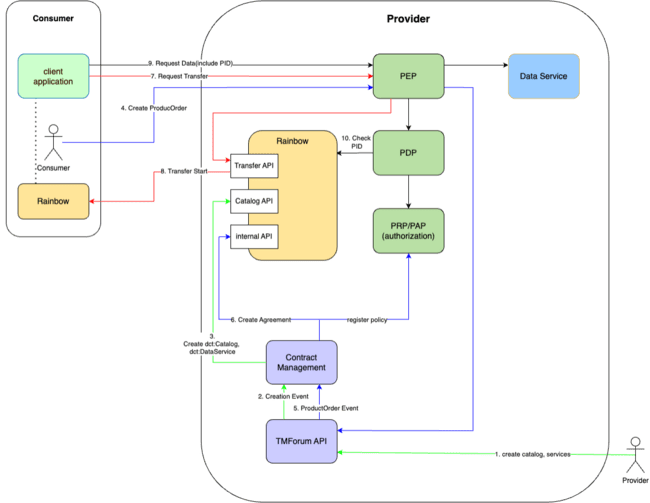 Consumer
Provider
9. Request Data(include PID)
client
application
7. Request Transfer
PEP
Data Service
4. Create ProducOrder
Consumer
Rainbow
10. Check
PID
PDP
Transfer API
8. Transfer Start
Rainbow
Catalog API
internal API
PRP/PAP
(authorization)
6. Create Agreement
register policy
3.
Create dct:Catalog,
dct:DataService
Contract
Management
2. Creation Event
5. ProductOrder Event
TMForum API
1. create catalog, services
Provider